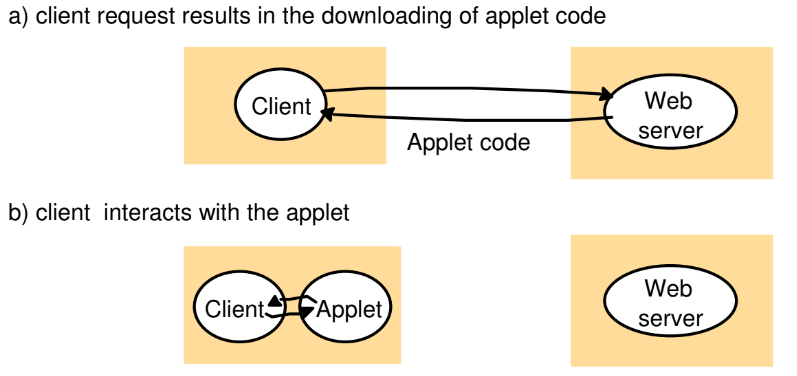 a) client request results in the downloading of applet code
Client
Web
server
Applet code
b) client  interacts with the applet
Client
Applet
Web
server